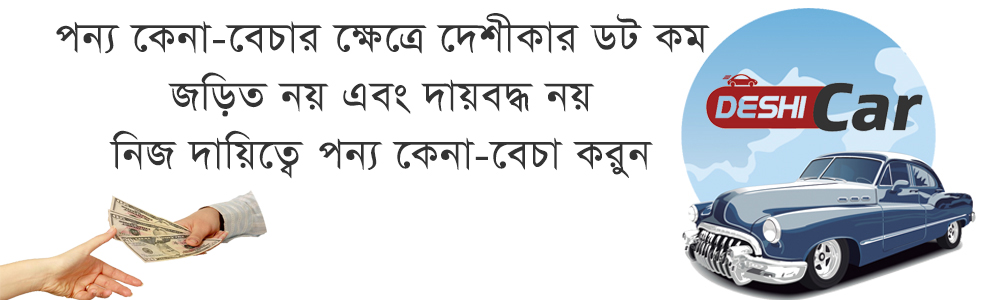 পন্য কেনা-বেচার ক্ষেত্রে দেশীকার ডট কম
জড়িত নয় এবং দায়বদ্ধ নয়
নিজ দায়িত্বে পন্য কেনা-বেচা করুন
DESHI Car